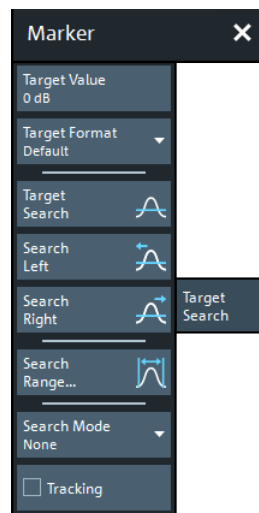 Marker
Target Value
0 dB
Target Format
Default
Target
Search
Search
Left
Search
Right
Target
Search
Search
Range...
Search Mode
None
Tracking